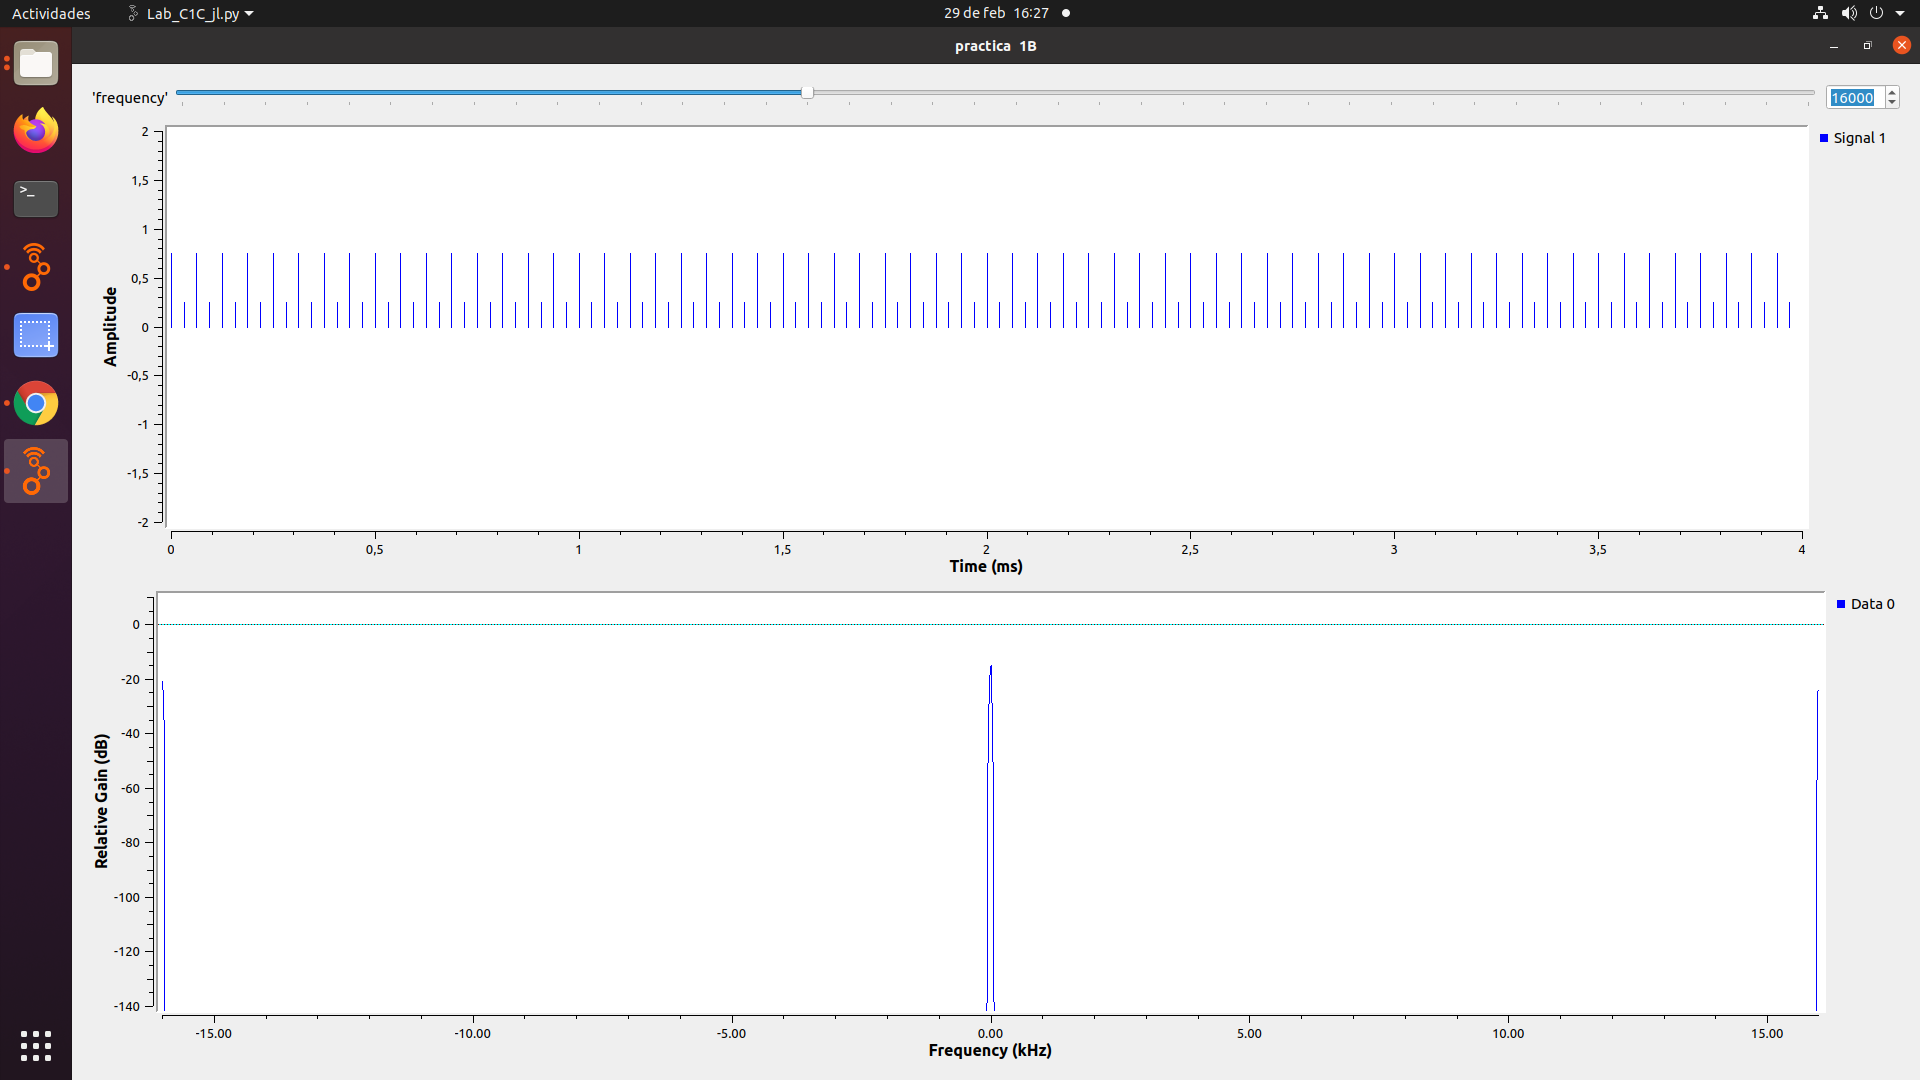 Actividades Lab_C1C_jl.py 29 de feb 16:27
practica 1B
'frequency' 16000
Signal 1
2
1,5
1
0,5
0
-0,5
-1
-1,5
-2
Amplitude
0 0,5 1 1,5 2 2,5 3 3,5 4
Time (ms)
Data 0
0
-20
-40
-60
-80
-100
-120
-140
Relative Gain (dB)
-15.00 -10.00 -5.00 0.00 5.00 10.00 15.00
Frequency (kHz)